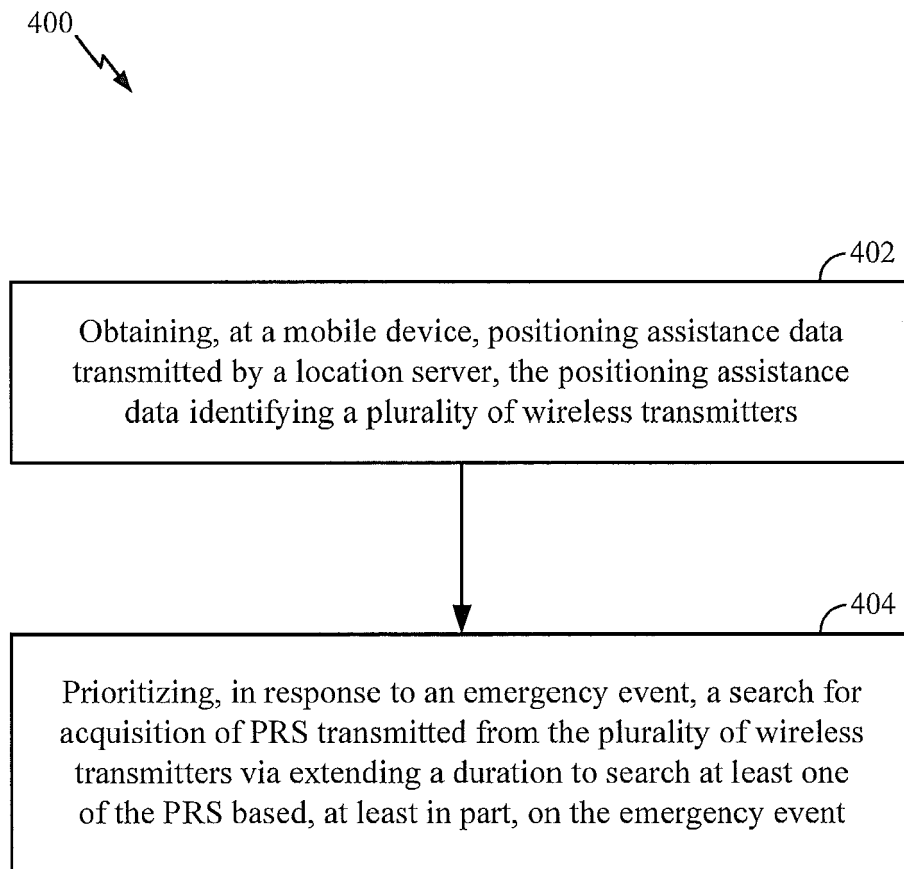 400
402
Obtaining, at a mobile device, positioning assistance data
transmitted by a location server, the positioning assistance
data identifying a plurality of wireless transmitters
404
Prioritizing, in response to an emergency event, a search for
acquisition of PRS transmitted from the plurality of wireless
transmitters via extending a duration to search at least one
of the PRS based, at least in part, on the emergency event